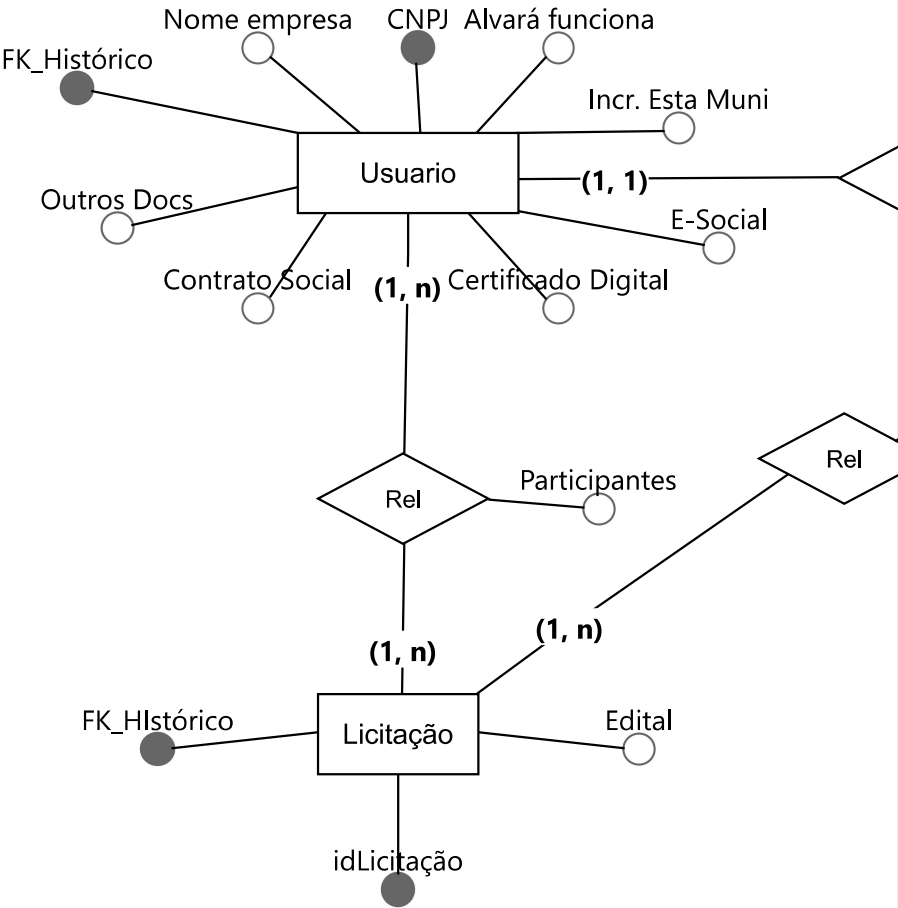 Nome empresa
CNPJ
Alvará funciona
FK_Histórico
Incr. Esta Muni
Usuario
(1, 1)
Outros Docs
E-Social
Contrato Social
(1, n)
Certificado Digital
Rel
Rel
Participantes
(1, n)
(1, n)
FK_HIstórico
Licitação
Edital
idLicitação